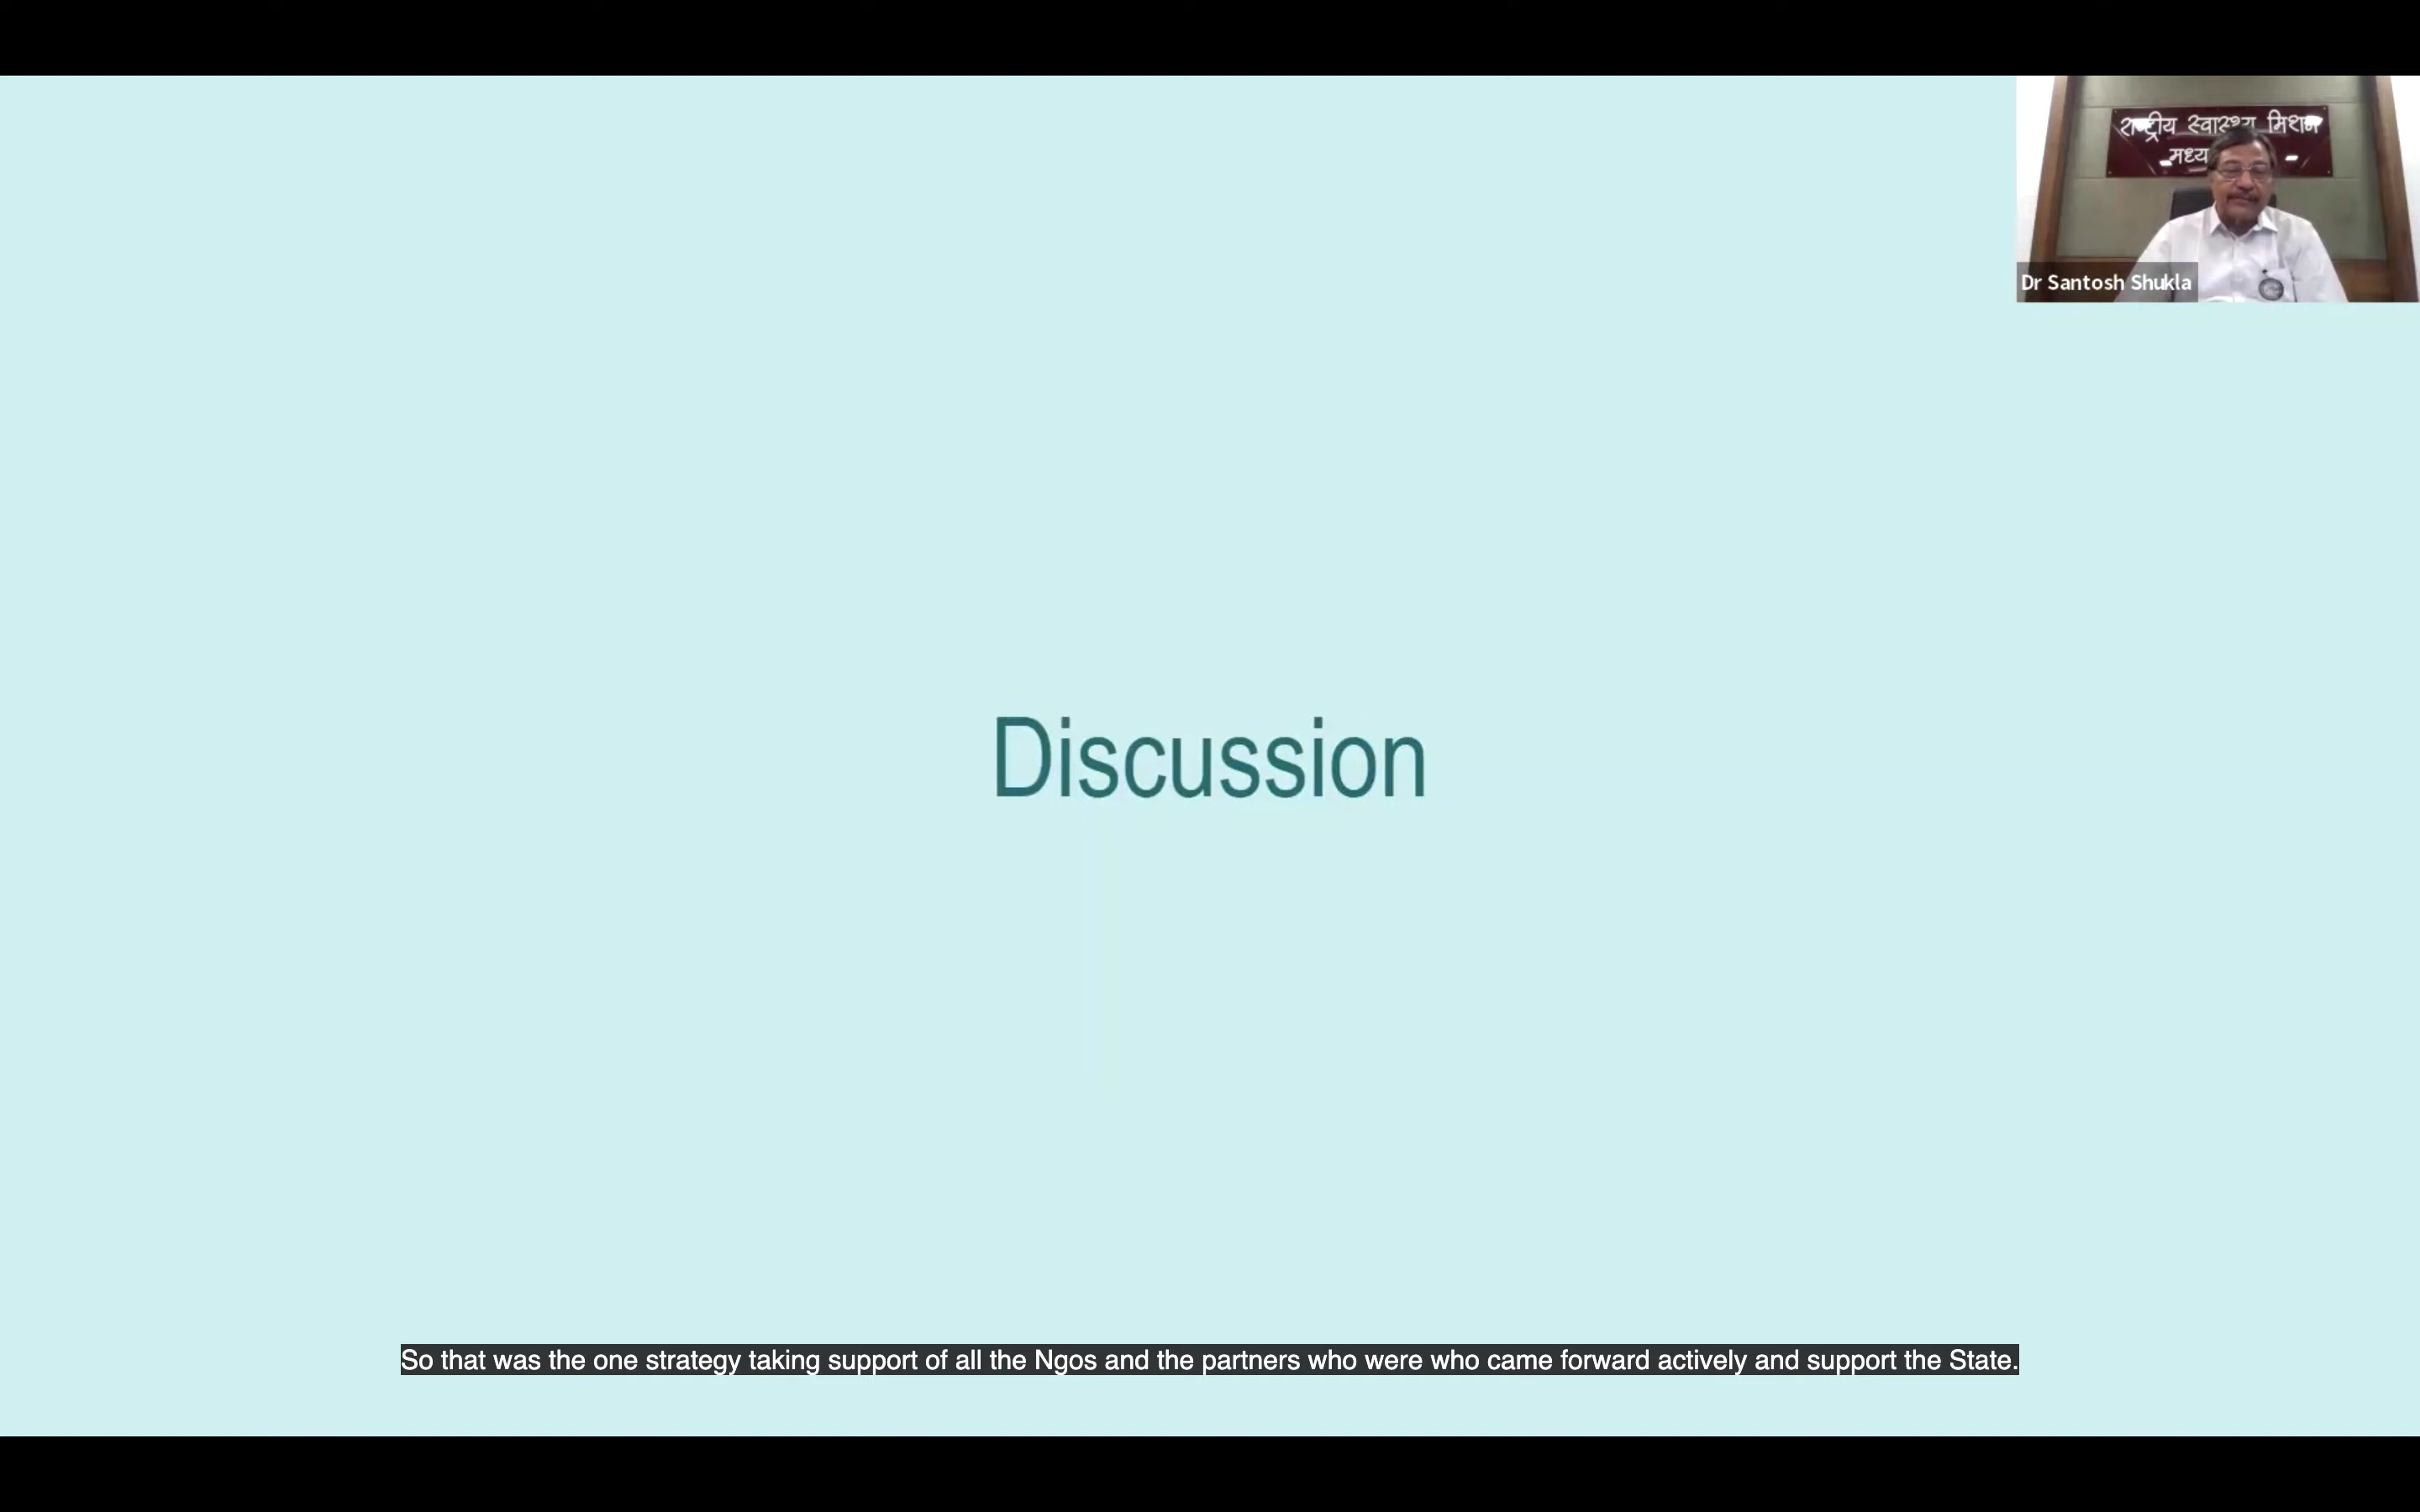 राष्ट्रीय स्वास्थ्य मिशन
मध्य
Dr Santosh Shukla
Discussion
So that was the one strategy taking support of all the Ngos and the partners who were who came forward actively and support the State.